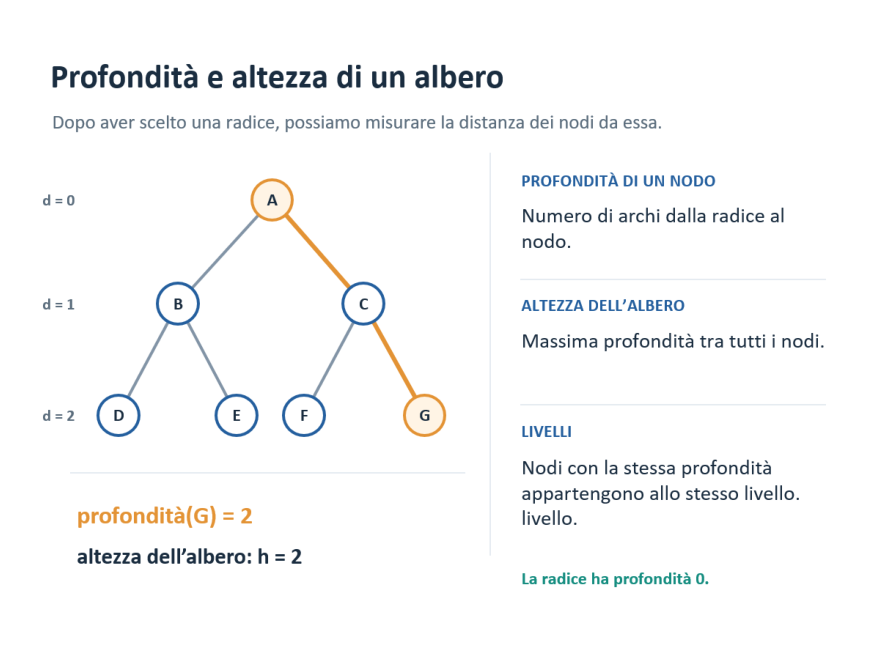 Profondità e altezza di un albero
Dopo aver scelto una radice, possiamo misurare la distanza dei nodi da essa.
d = 0
A
d = 1
B
C
d = 2
D
E
F
G
profondità(G) = 2
altezza dell’albero: h = 2
PROFONDITÀ DI UN NODO
Numero di archi dalla radice al
nodo.
ALTEZZA DELL’ALBERO
Massima profondità tra tutti i nodi.
LIVELLI
Nodi con la stessa profondità
appartengono allo stesso livello.
livello.
La radice ha profondità 0.